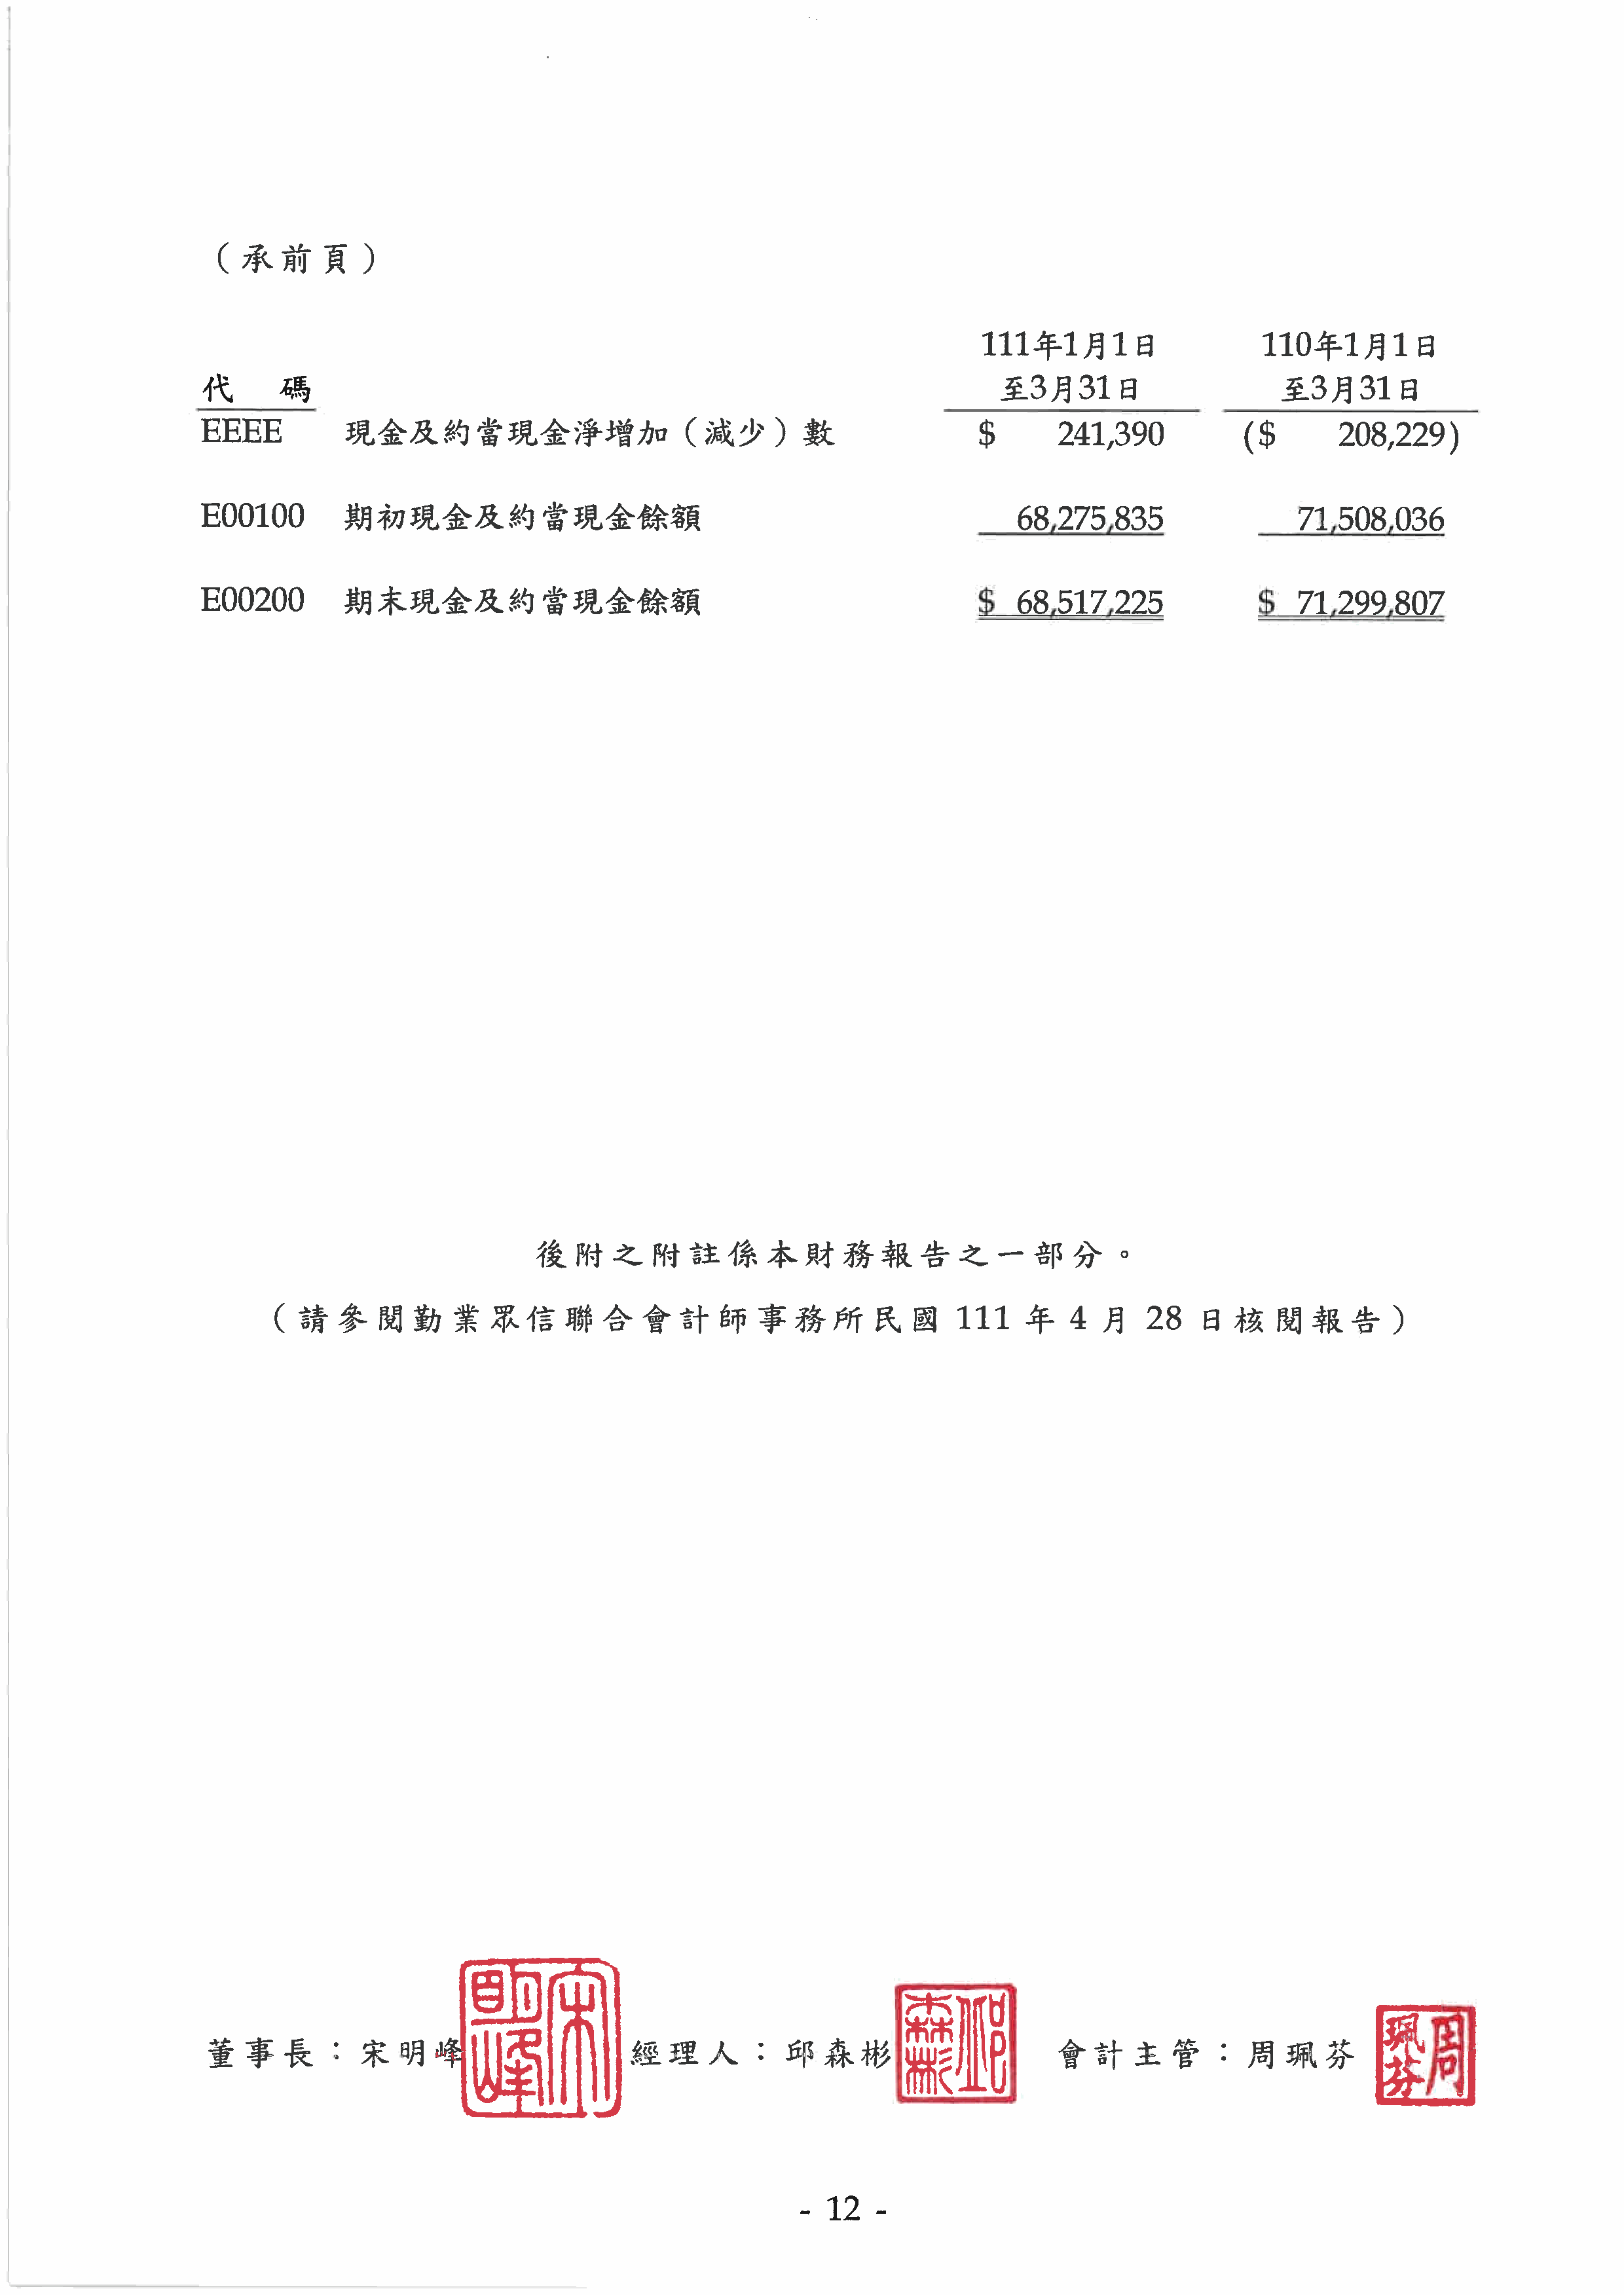 （承前頁）
111年1月1日 110年1月1日
代 碼 至3月31日 至3月31日
EEEE 現金及約當現金淨增加（減少）數 $ 241,390 ($ 208,229)
E00100 期初現金及約當現金餘額 68,275,835 71,508,036
E00200 期末現金及約當現金餘額 $ 68,517,225 $ 71,299,807
後附之附註係本財務報告之一部分。
（請參閱勤業眾信聯合會計師事務所民國 111 年 4 月 28 日核閱報告）
董事長：宋明峰 宋明峰 經理人：邱森彬 邱森彬 會計主管：周珮芬 周珮芬
- 12 -